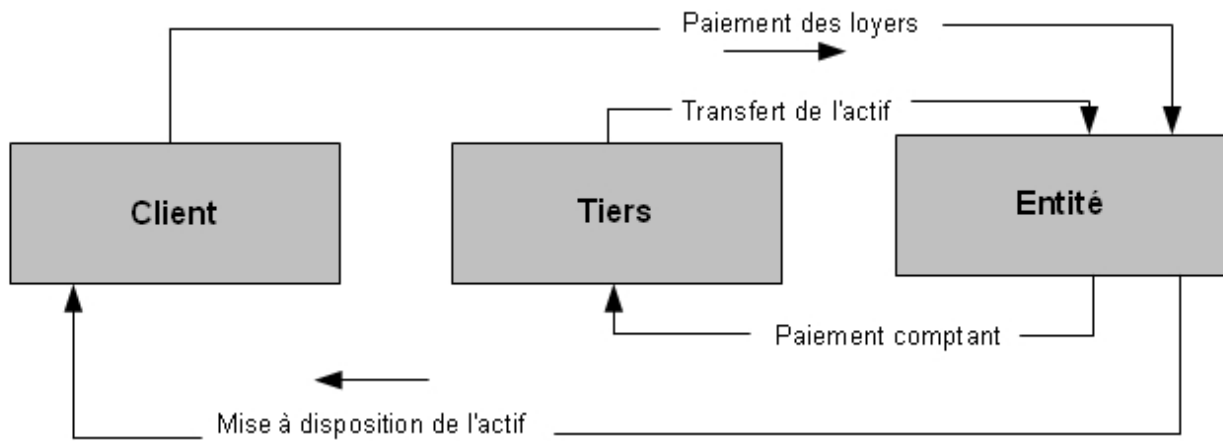 Paiement des loyers
Transfert de l'actif
Client
Tiers
Entité
Paiement comptant
Mise à disposition de l'actif